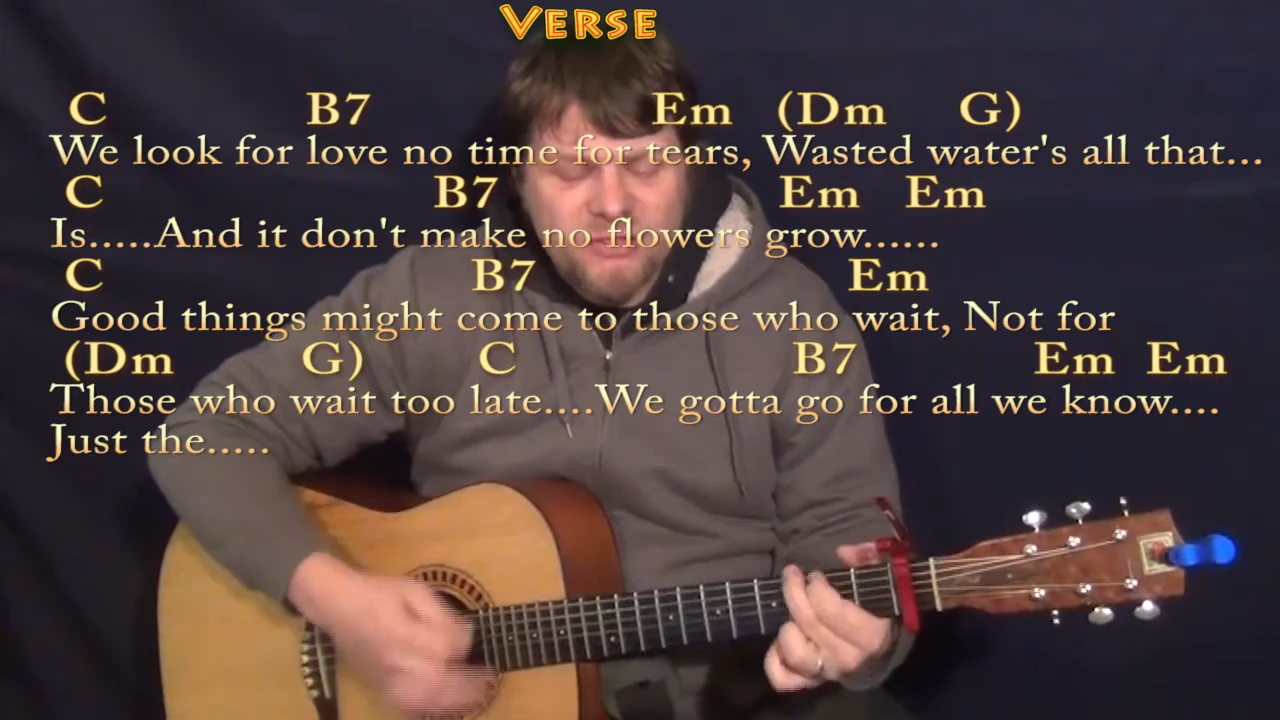 VERSE
C B7 Em (Dm G)
We look for love no time for tears, Wasted water's all that...
C B7 Em Em
Is.....And it don't make no flowers grow......
C B7 Em
Good things might come to those who wait, Not for
(Dm G) C B7 Em Em
Those who wait too late....We gotta go for all we know....
Just the.....